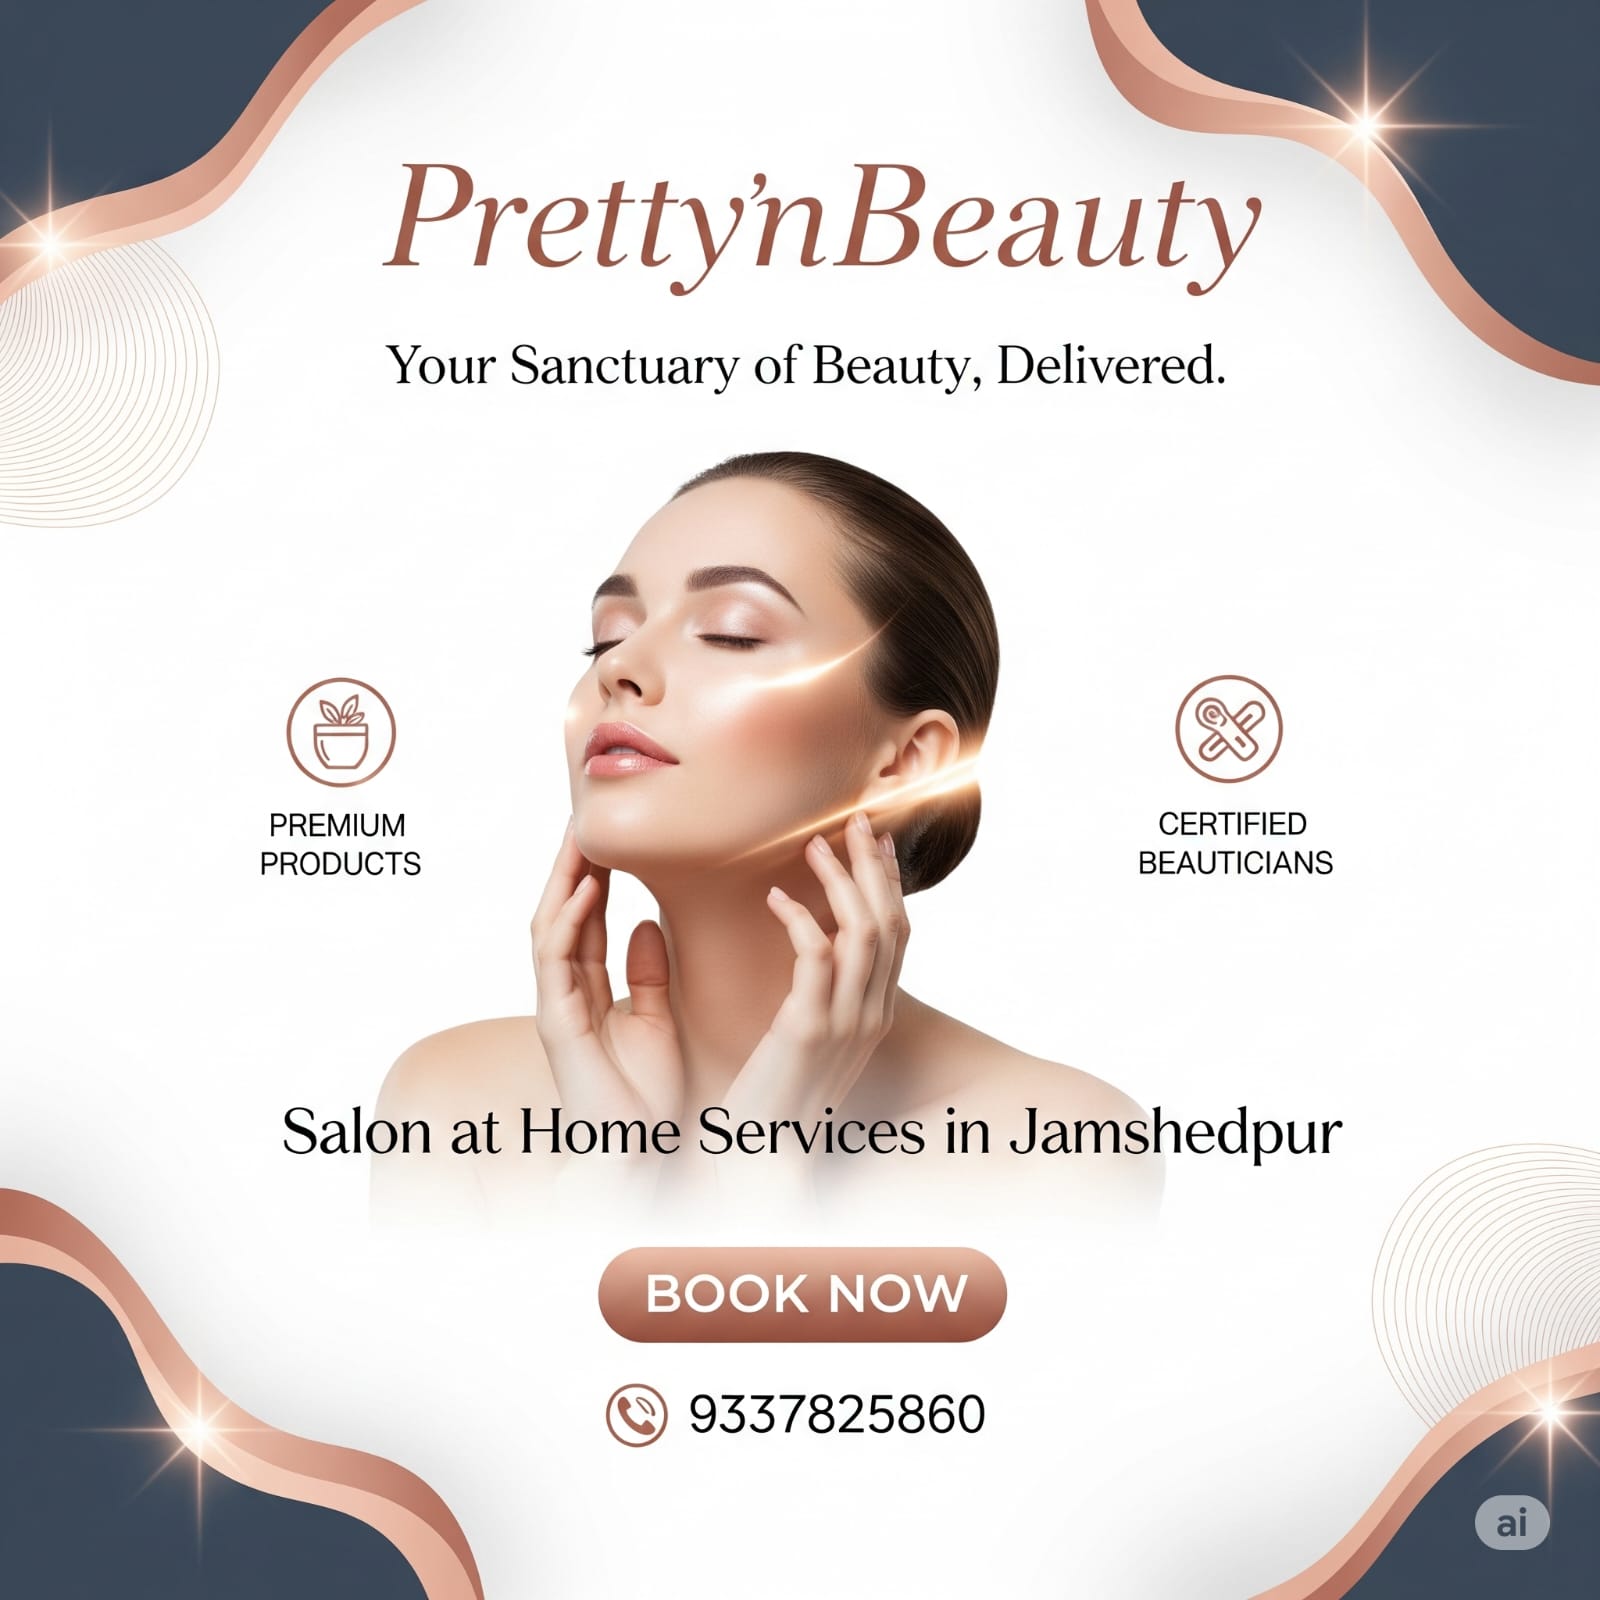 Pretty'nBeauty
Your Sanctuary of Beauty, Delivered.
PREMIUM
PRODUCTS
CERTIFIED
BEAUTICIANS
Salon at Home Services in Jamshedpur
BOOK NOW
9337825860
ai